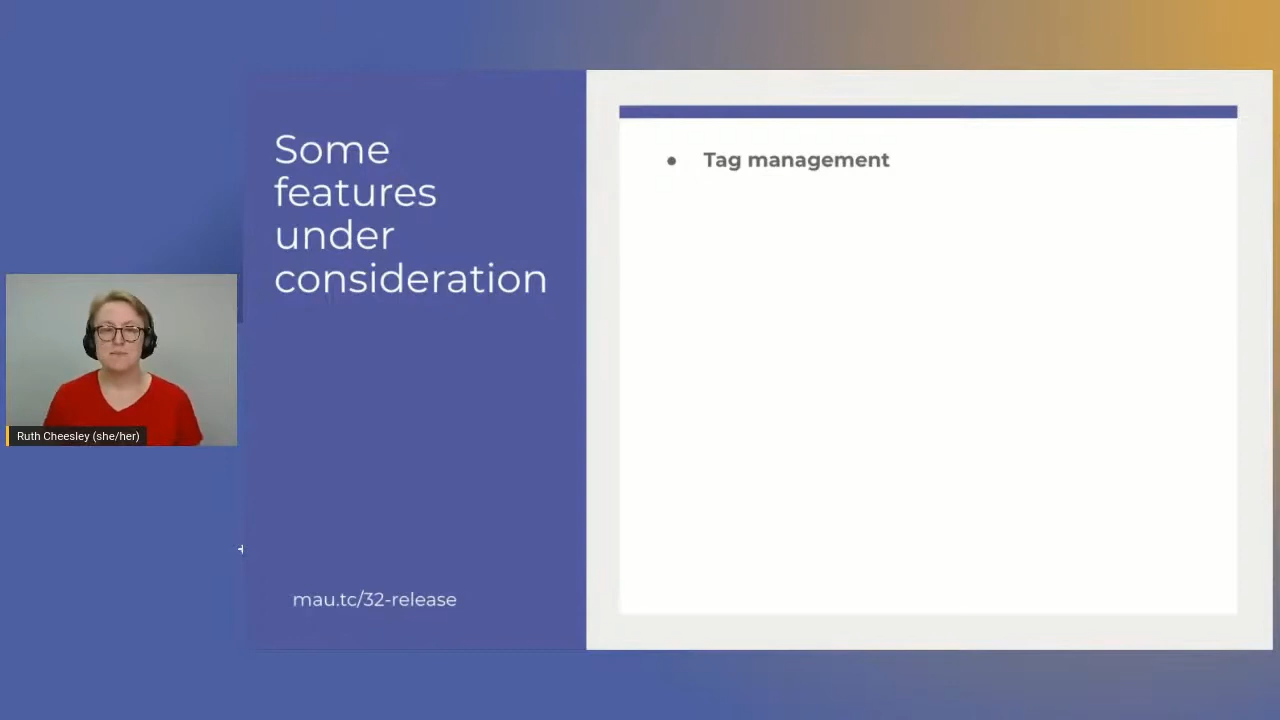 Some
features
under
consideration
mau.tc/32-release
● Tag management
Ruth Cheesley (she/her)